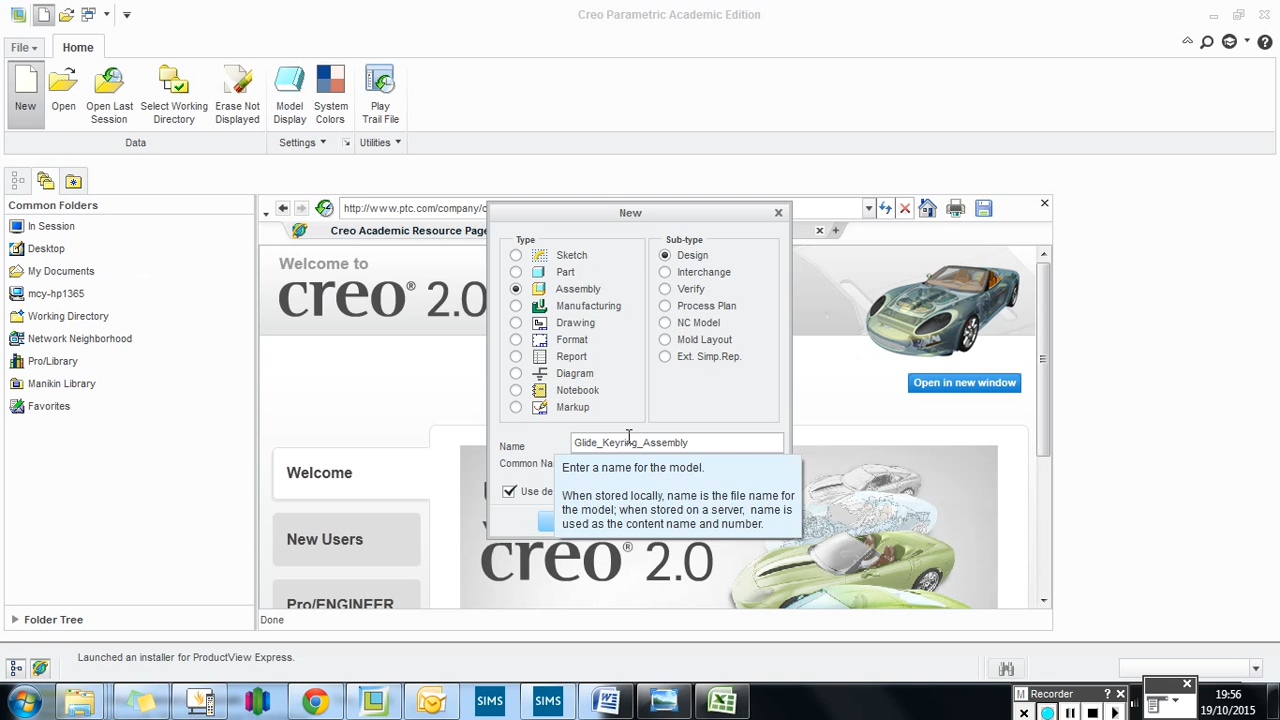 Creo Parametric Academic Edition
File
Home
New
Open
Open Last Session
Select Working Directory
Erase Not Displayed
Model Display
System Colors
Play Trail File
Data
Settings
Utilities
Common Folders
In Session
Desktop
My Documents
mcy-hp1365
Working Directory
Network Neighborhood
Pro/Library
Manikin Library
Favorites
Folder Tree
http://www.ptc.com/company/c
Creo Academic Resource Page
Welcome to
creo® 2.0
Open in new window
Welcome
New Users
Pro/ENGINEER
creo® 2.0
Done
New
Type
Sub-type
Sketch
Part
Assembly
Manufacturing
Drawing
Format
Report
Diagram
Notebook
Markup
Design
Interchange
Verify
Process Plan
NC Model
Mold Layout
Ext. Simp.Rep.
Name
Glide_Keyring_Assembly
Common Na
Use de
Enter a name for the model.
When stored locally, name is the file name for
the model; when stored on a server, name is
used as the content name and number.
Launched an installer for ProductView Express.
SIMS
SIMS
M Recorder
19:56
19/10/2015